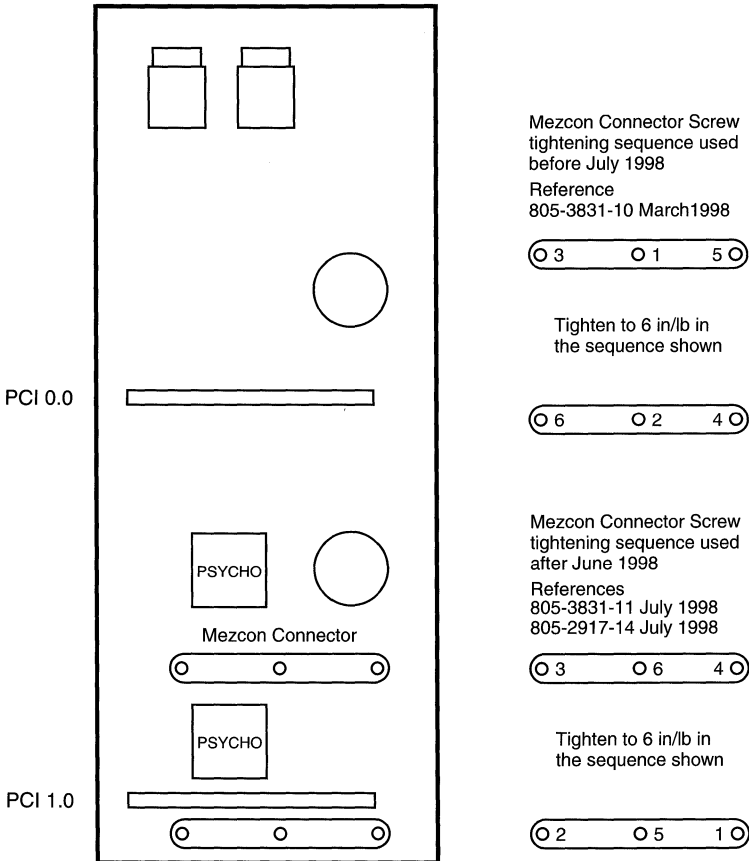 PCI 0.0
PSYCHO
Mezcon Connector
PSYCHO
PCI 1.0
Mezcon Connector Screw
tightening sequence used
before July 1998
Reference
805-3831-10 March1998
3 1 5
Tighten to 6 in/lb in
the sequence shown
6 2 4
Mezcon Connector Screw
tightening sequence used
after June 1998
References
805-3831-11 July 1998
805-2917-14 July 1998
3 6 4
Tighten to 6 in/lb in
the sequence shown
2 5 1